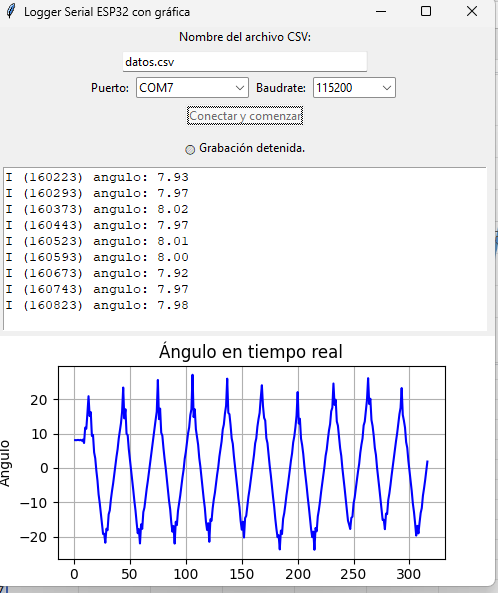 Logger Serial ESP32 con gráfica
Nombre del archivo CSV:
datos.csv
Puerto: COM7 Baudrate: 115200
Conectar y comenzar
Grabación detenida.
I (160223) angulo: 7.93
I (160293) angulo: 7.97
I (160373) angulo: 8.02
I (160443) angulo: 7.97
I (160523) angulo: 8.01
I (160593) angulo: 8.00
I (160673) angulo: 7.92
I (160743) angulo: 7.97
I (160823) angulo: 7.98
Ángulo en tiempo real
20
10
0
−10
−20
0 50 100 150 200 250 300